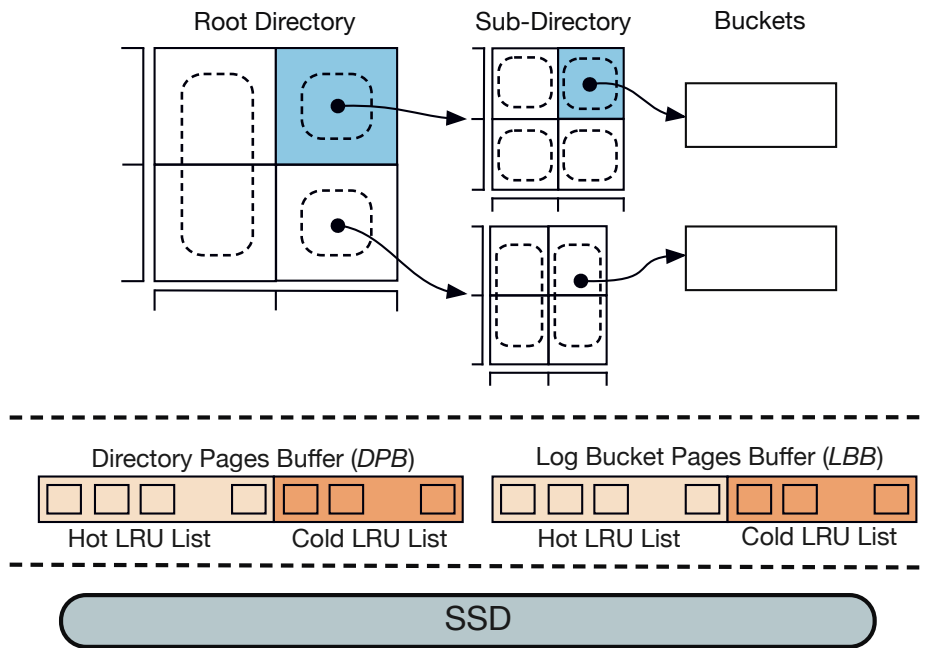 Root Directory
Sub-Directory
Buckets
Directory Pages Buffer (DPB)
Log Bucket Pages Buffer (LBB)
Hot LRU List
Cold LRU List
Hot LRU List
Cold LRU List
SSD